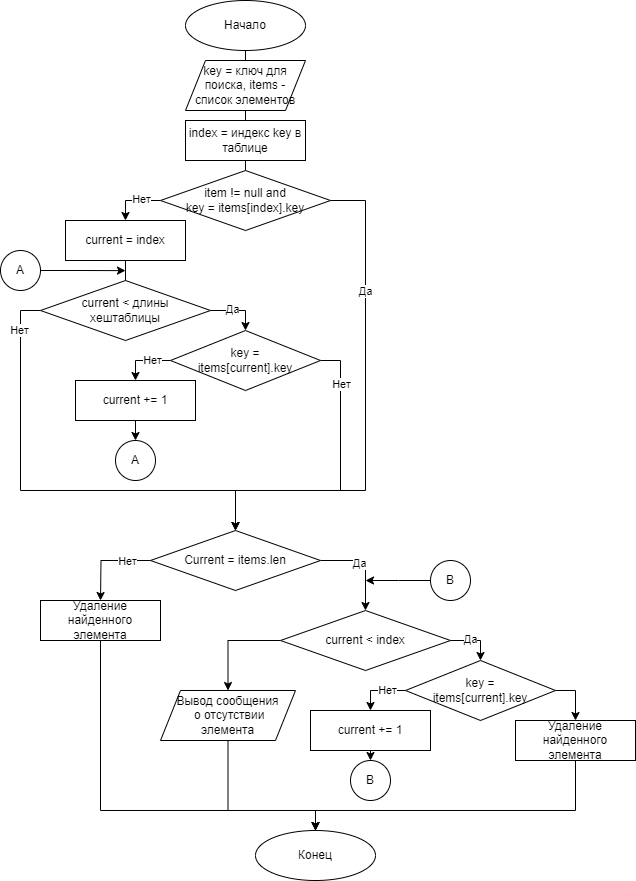 Начало
key = ключ для
поиска, items -
список элементов
index = индекс key в
таблице
item != null and
key = items[index].key
Нет
Да
current = index
A
current < длины
хештаблицы
Нет
Да
key =
items[current].key
Нет
Нет
current += 1
A
Current = items.len
Нет
Да
B
Удаление
найденного
элемента
current < index
Да
key =
items[current].key
Нет
Вывод сообщения
о отсутствии
элемента
current += 1
Удаление
найденного
элемента
B
Конец